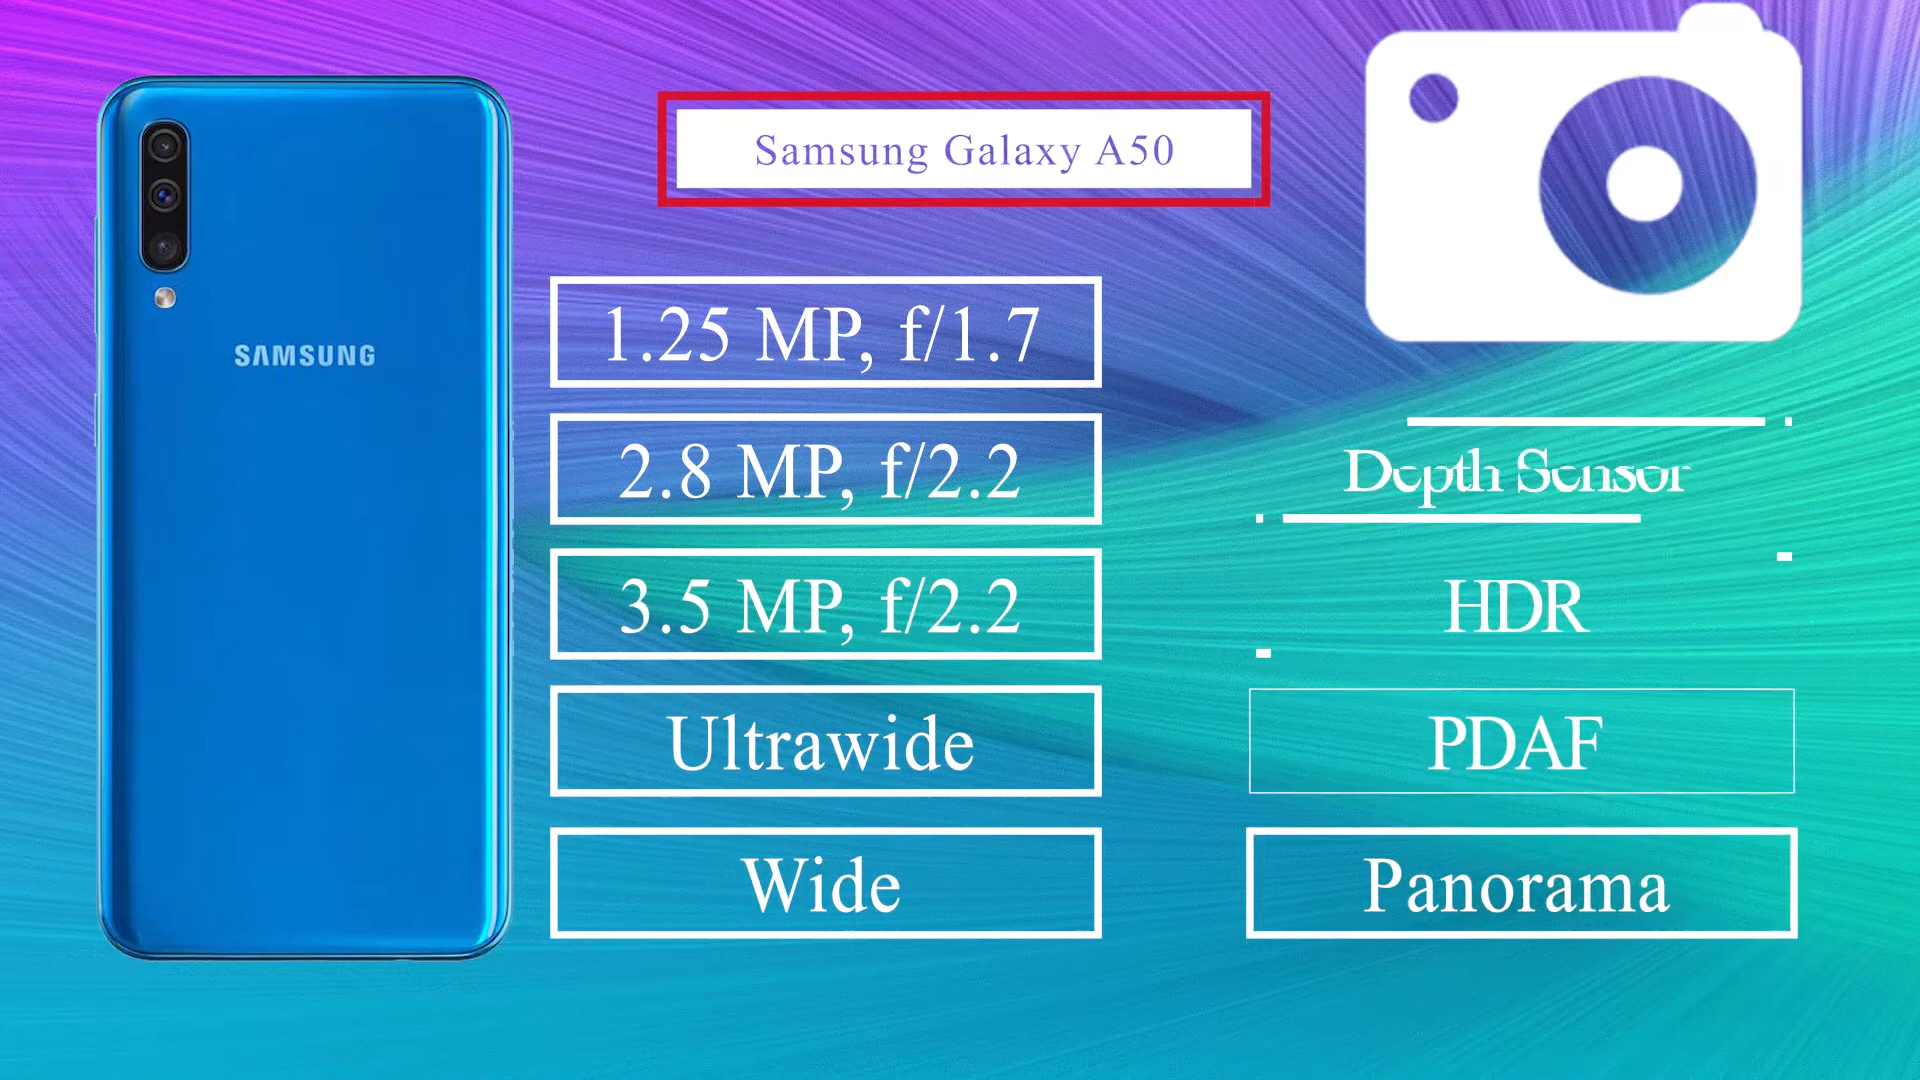 Samsung Galaxy A50
SAMSUNG
1.25 MP, f/1.7
2.8 MP, f/2.2
3.5 MP, f/2.2
Ultrawide
Wide
Depth Sensor
HDR
PDAF
Panorama